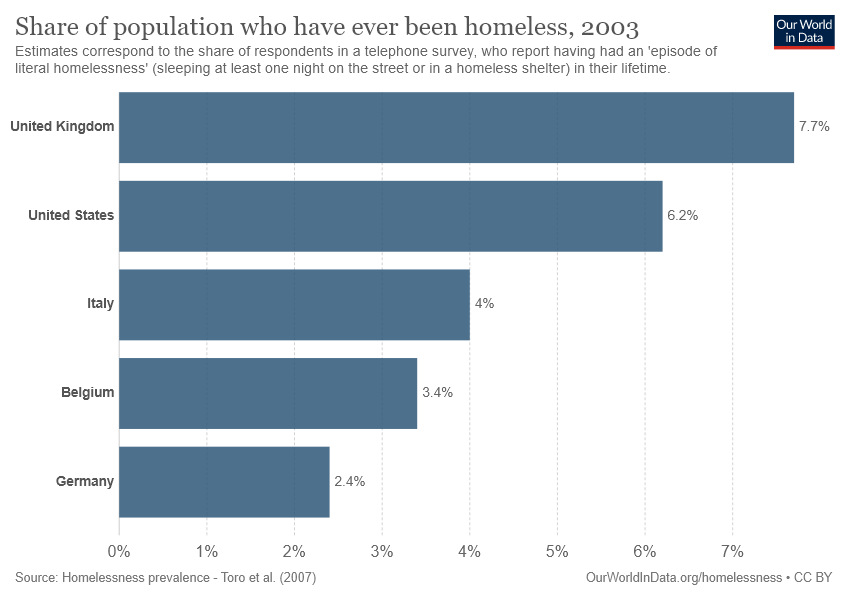 Share of population who have ever been homeless, 2003
Our World
in Data
Estimates correspond to the share of respondents in a telephone survey, who report having had an 'episode of
literal homelessness' (sleeping at least one night on the street or in a homeless shelter) in their lifetime.
United Kingdom 7.7%
United States 6.2%
Italy 4%
Belgium 3.4%
Germany 2.4%
0% 1% 2% 3% 4% 5% 6% 7%
Source: Homelessness prevalence - Toro et al. (2007) OurWorldInData.org/homelessness • CC BY